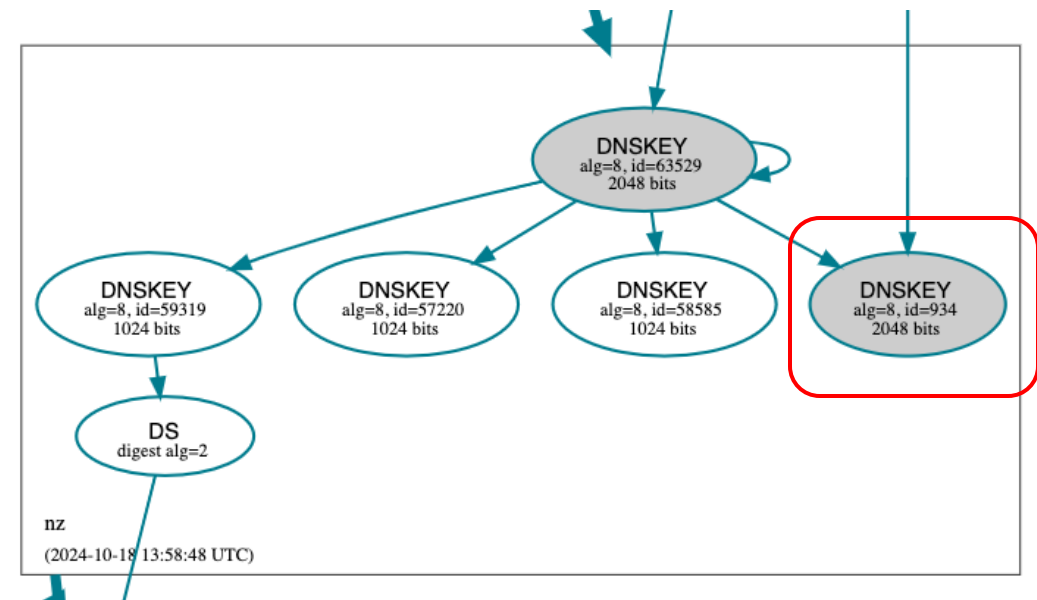 DNSKEY
alg=8, id=63529
2048 bits
DNSKEY
alg=8, id=59319
1024 bits
DNSKEY
alg=8, id=57220
1024 bits
DNSKEY
alg=8, id=58585
1024 bits
DNSKEY
alg=8, id=934
2048 bits
DS
digest alg=2
nz
(2024-10-18 13:58:48 UTC)